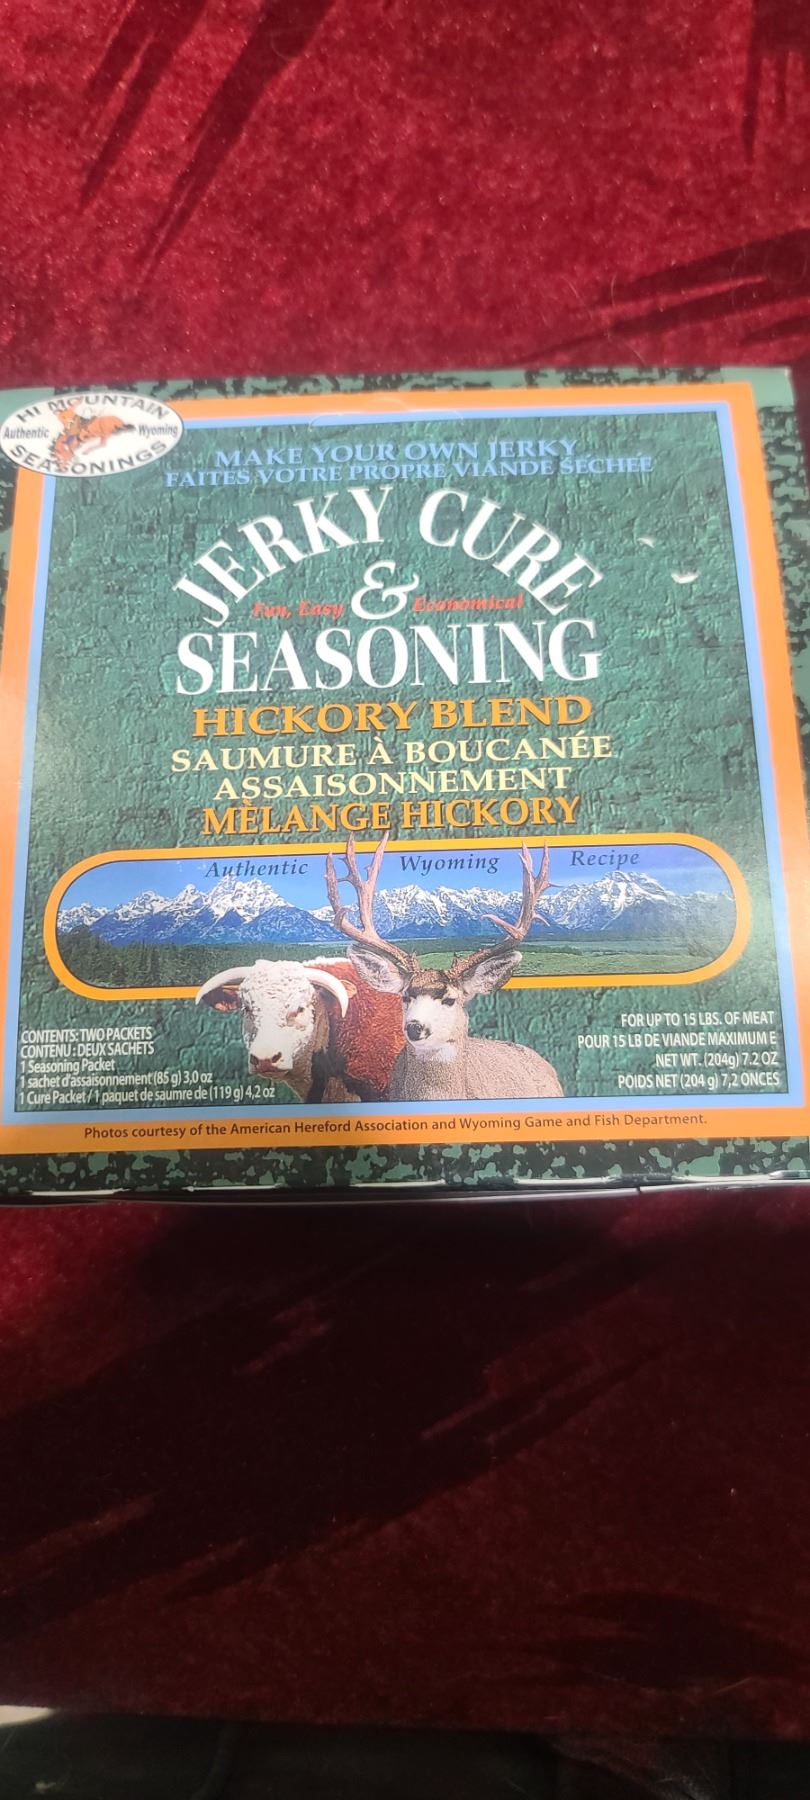 HI MOUNTAIN
Authentic Wyoming
SEASONINGS
MAKE YOUR OWN JERKY
FAITES VOTRE PROPRE VIANDE SÉCHÉE
JERKY CURE
Fun, Easy & Economical
SEASONING
HICKORY BLEND
SAUMURE À BOUCANÉE
ASSAISONNEMENT
MÈLANGE HICKORY
Authentic Wyoming Recipe
CONTENTS: TWO PACKETS
CONTENU : DEUX SACHETS
1 Seasoning Packet
1 sachet d'assaisonnement (85 g) 3,0 oz
1 Cure Packet / 1 paquet de saumre de (119 g) 4,2 oz
FOR UP TO 15 LBS. OF MEAT
POUR 15 LB DE VIANDE MAXIMUM E
NET WT. (204g) 7.2 OZ
POIDS NET (204 g) 7,2 ONCES
Photos courtesy of the American Hereford Association and Wyoming Game and Fish Department.